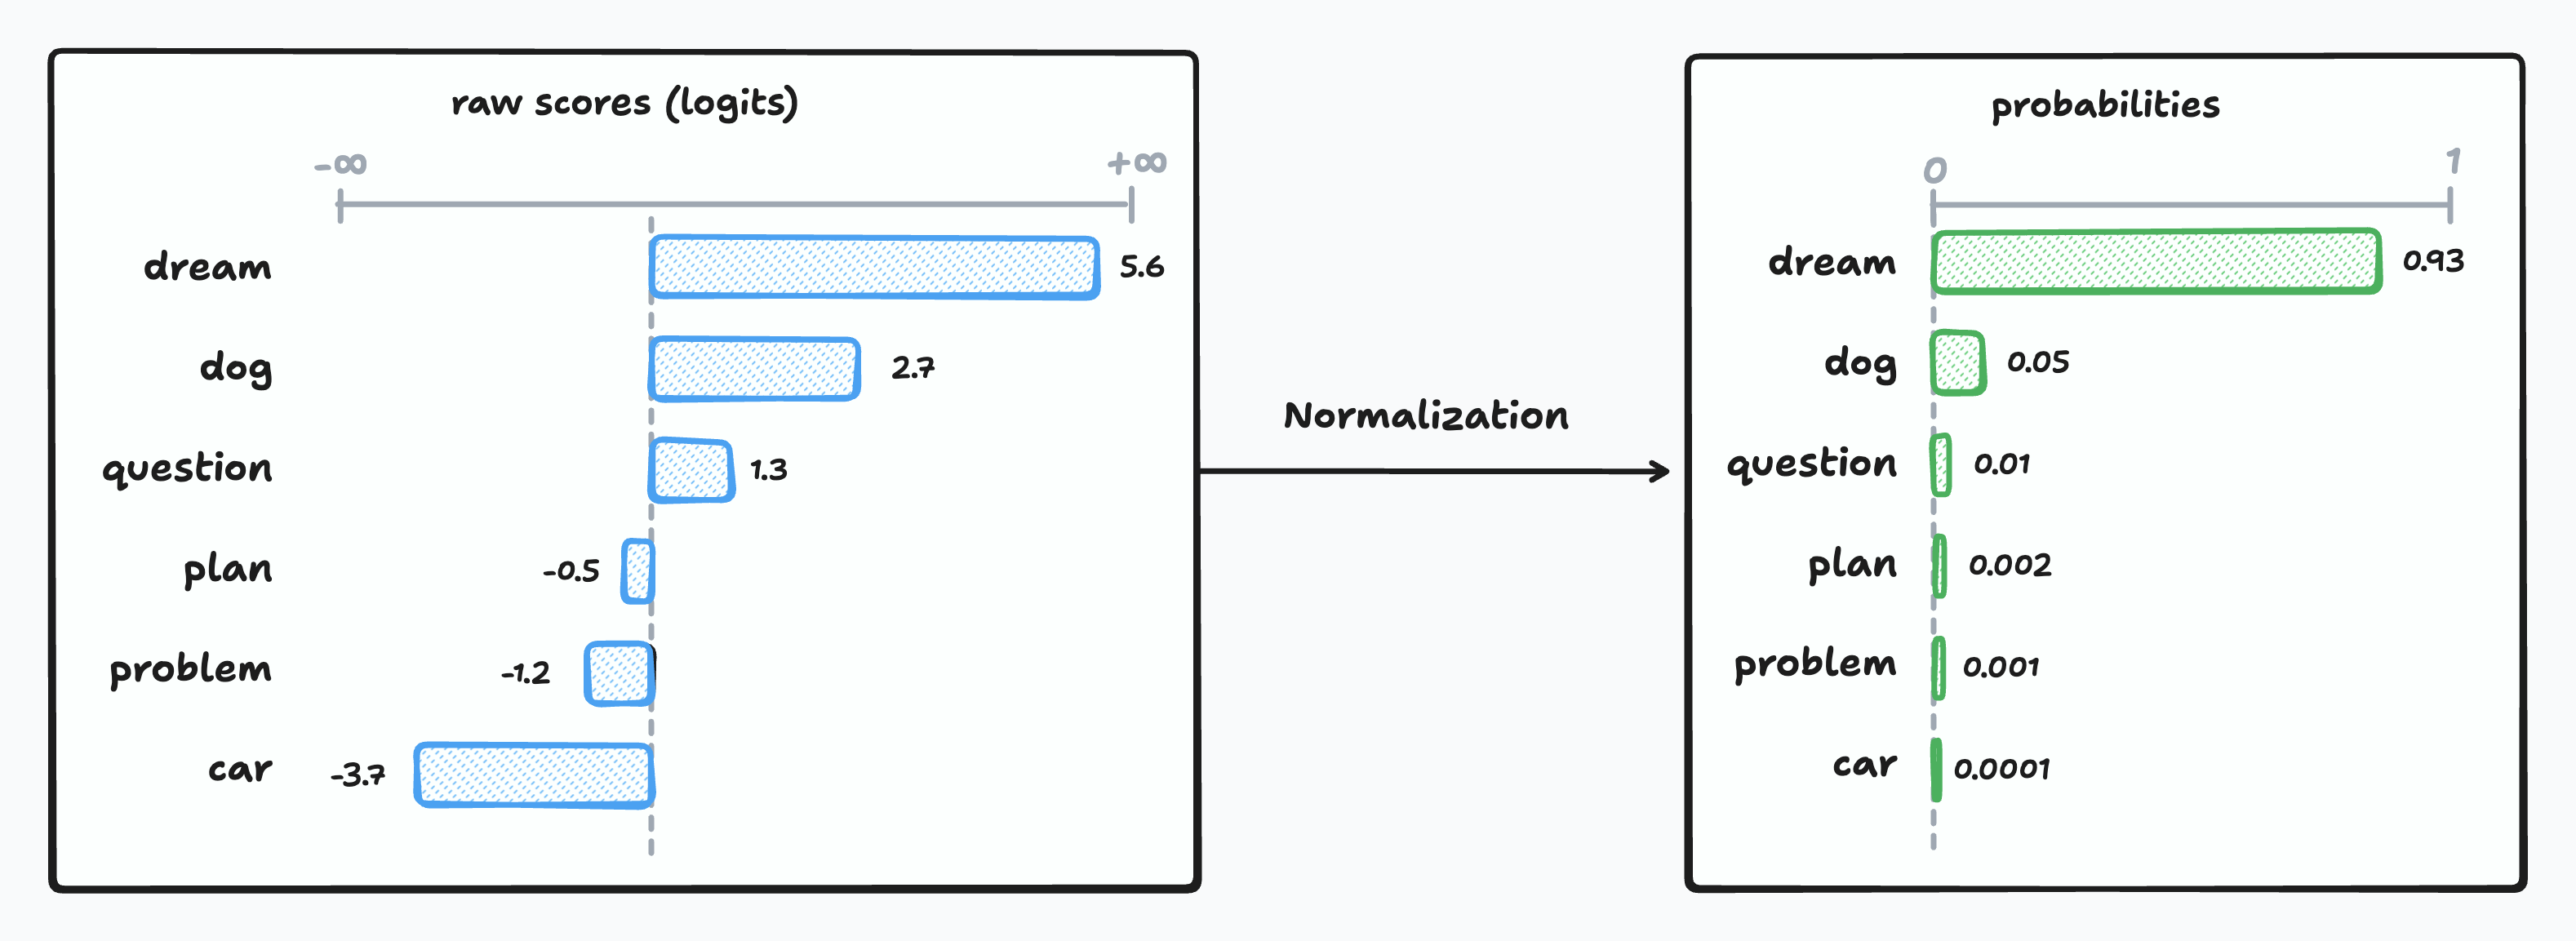 raw scores (logits)
-∞ +∞
dream 5.6
dog 2.7
question 1.3
plan -0.5
problem -1.2
car -3.7
Normalization
probabilities
0 1
dream 0.93
dog 0.05
question 0.01
plan 0.002
problem 0.001
car 0.0001